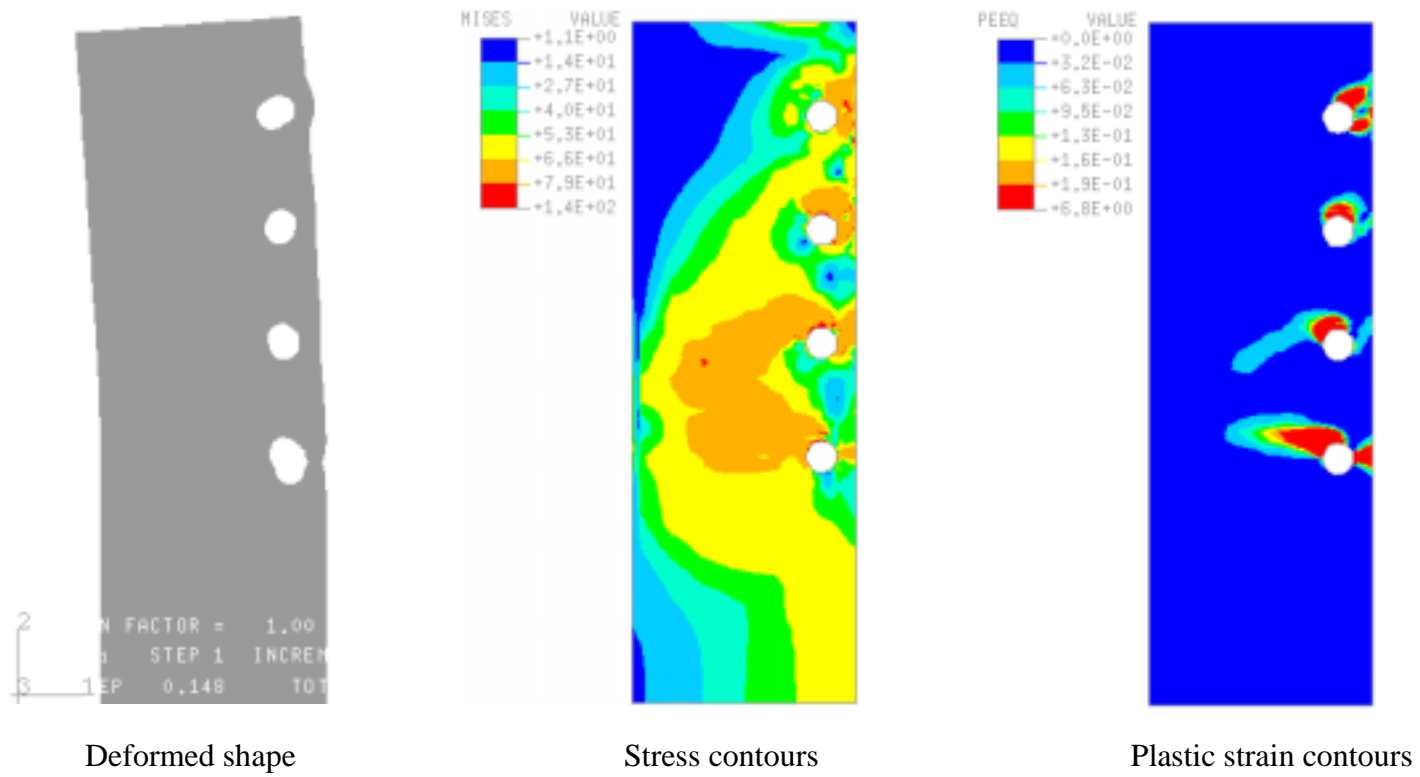 MISES VALUE
+1.1E+00
+1.4E+01
+2.7E+01
+4.0E+01
+5.3E+01
+6.6E+01
+7.9E+01
+1.4E+02
PEEQ VALUE
+0.0E+00
+3.2E-02
+6.3E-02
+9.5E-02
+1.3E-01
+1.6E-01
+1.9E-01
+6.8E+00
2
3 1
N FACTOR = 1.00
d STEP 1 INCREM
EP 0.148 TOT
Deformed shape
Stress contours
Plastic strain contours